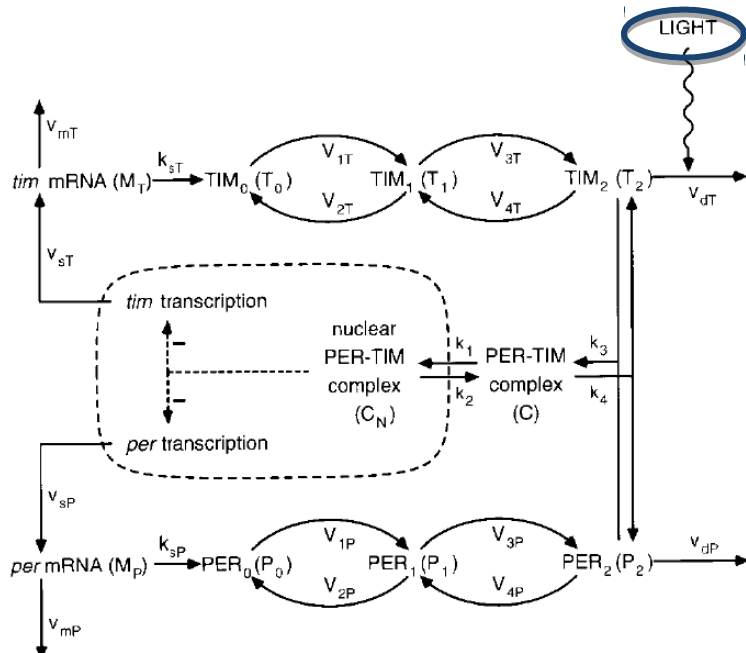 LIGHT
v_mT
tim mRNA (M_T) k_sT TIM_0 (T_0) V_1T V_2T TIM_1 (T_1) V_3T V_4T TIM_2 (T_2) v_dT
v_sT
tim transcription
nuclear
PER-TIM
complex
(C_N)
k_1
k_2
PER-TIM
complex
(C)
k_3
k_4
–
–
per transcription
v_sP
per mRNA (M_P) k_sP PER_0 (P_0) V_1P V_2P PER_1 (P_1) V_3P V_4P PER_2 (P_2) v_dP
v_mP